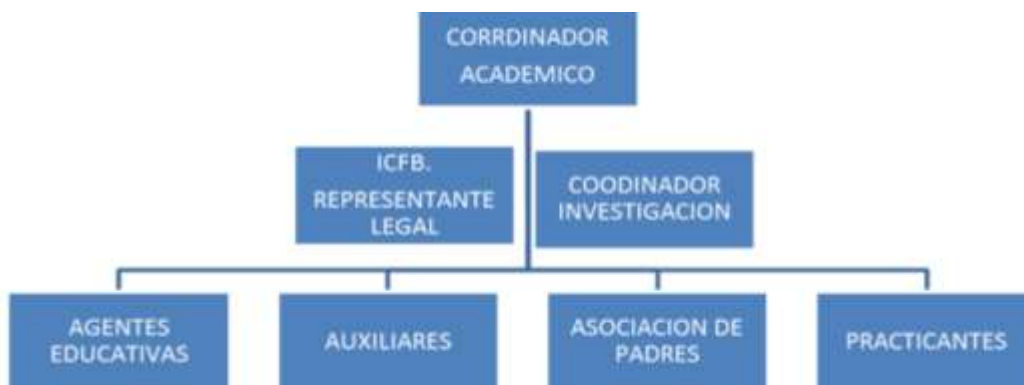 CORRDINADOR
ACADEMICO
ICFB.
REPRESENTANTE
LEGAL
COODINADOR
INVESTIGACION
AGENTES
EDUCATIVAS
AUXILIARES
ASOCIACION DE
PADRES
PRACTICANTES